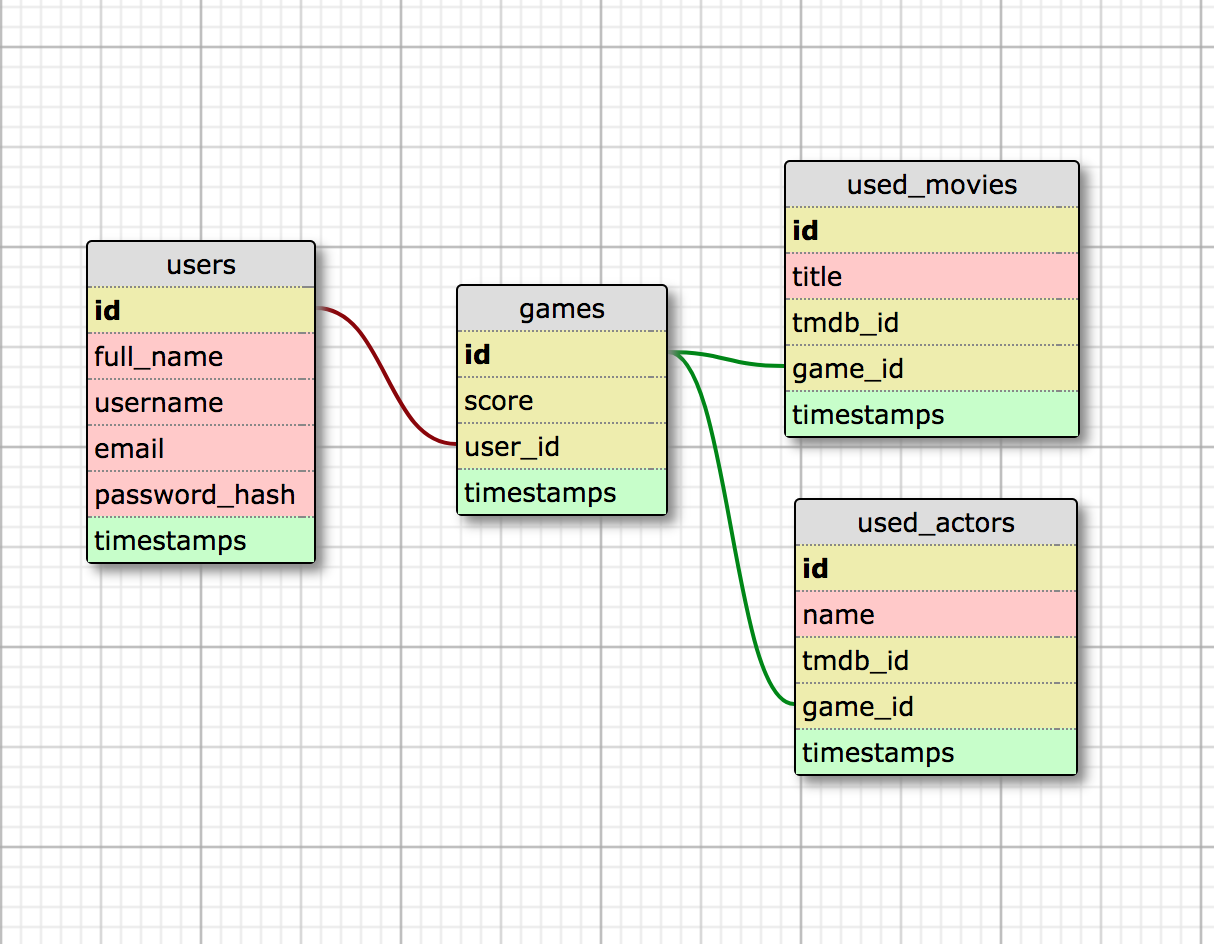 users
id
full_name
username
email
password_hash
timestamps
games
id
score
user_id
timestamps
used_movies
id
title
tmdb_id
game_id
timestamps
used_actors
id
name
tmdb_id
game_id
timestamps